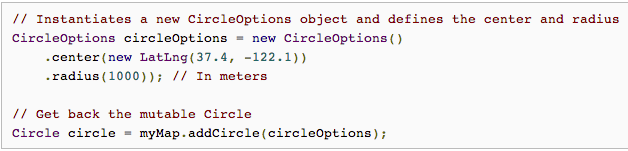 // Instantiates a new CircleOptions object and defines the center and radius
CircleOptions circleOptions = new CircleOptions()
    .center(new LatLng(37.4, -122.1))
    .radius(1000)); // In meters

// Get back the mutable Circle
Circle circle = myMap.addCircle(circleOptions);